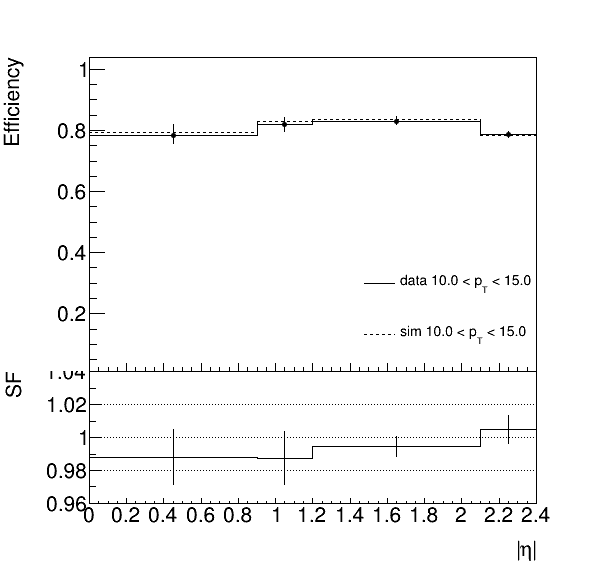 Efficiency
1
0.8
0.6
0.4
0.2
data 10.0 < p_T < 15.0
sim 10.0 < p_T < 15.0
SF
1.04
1.02
1
0.98
0.96
0 0.2 0.4 0.6 0.8 1 1.2 1.4 1.6 1.8 2 2.2 2.4
|η|